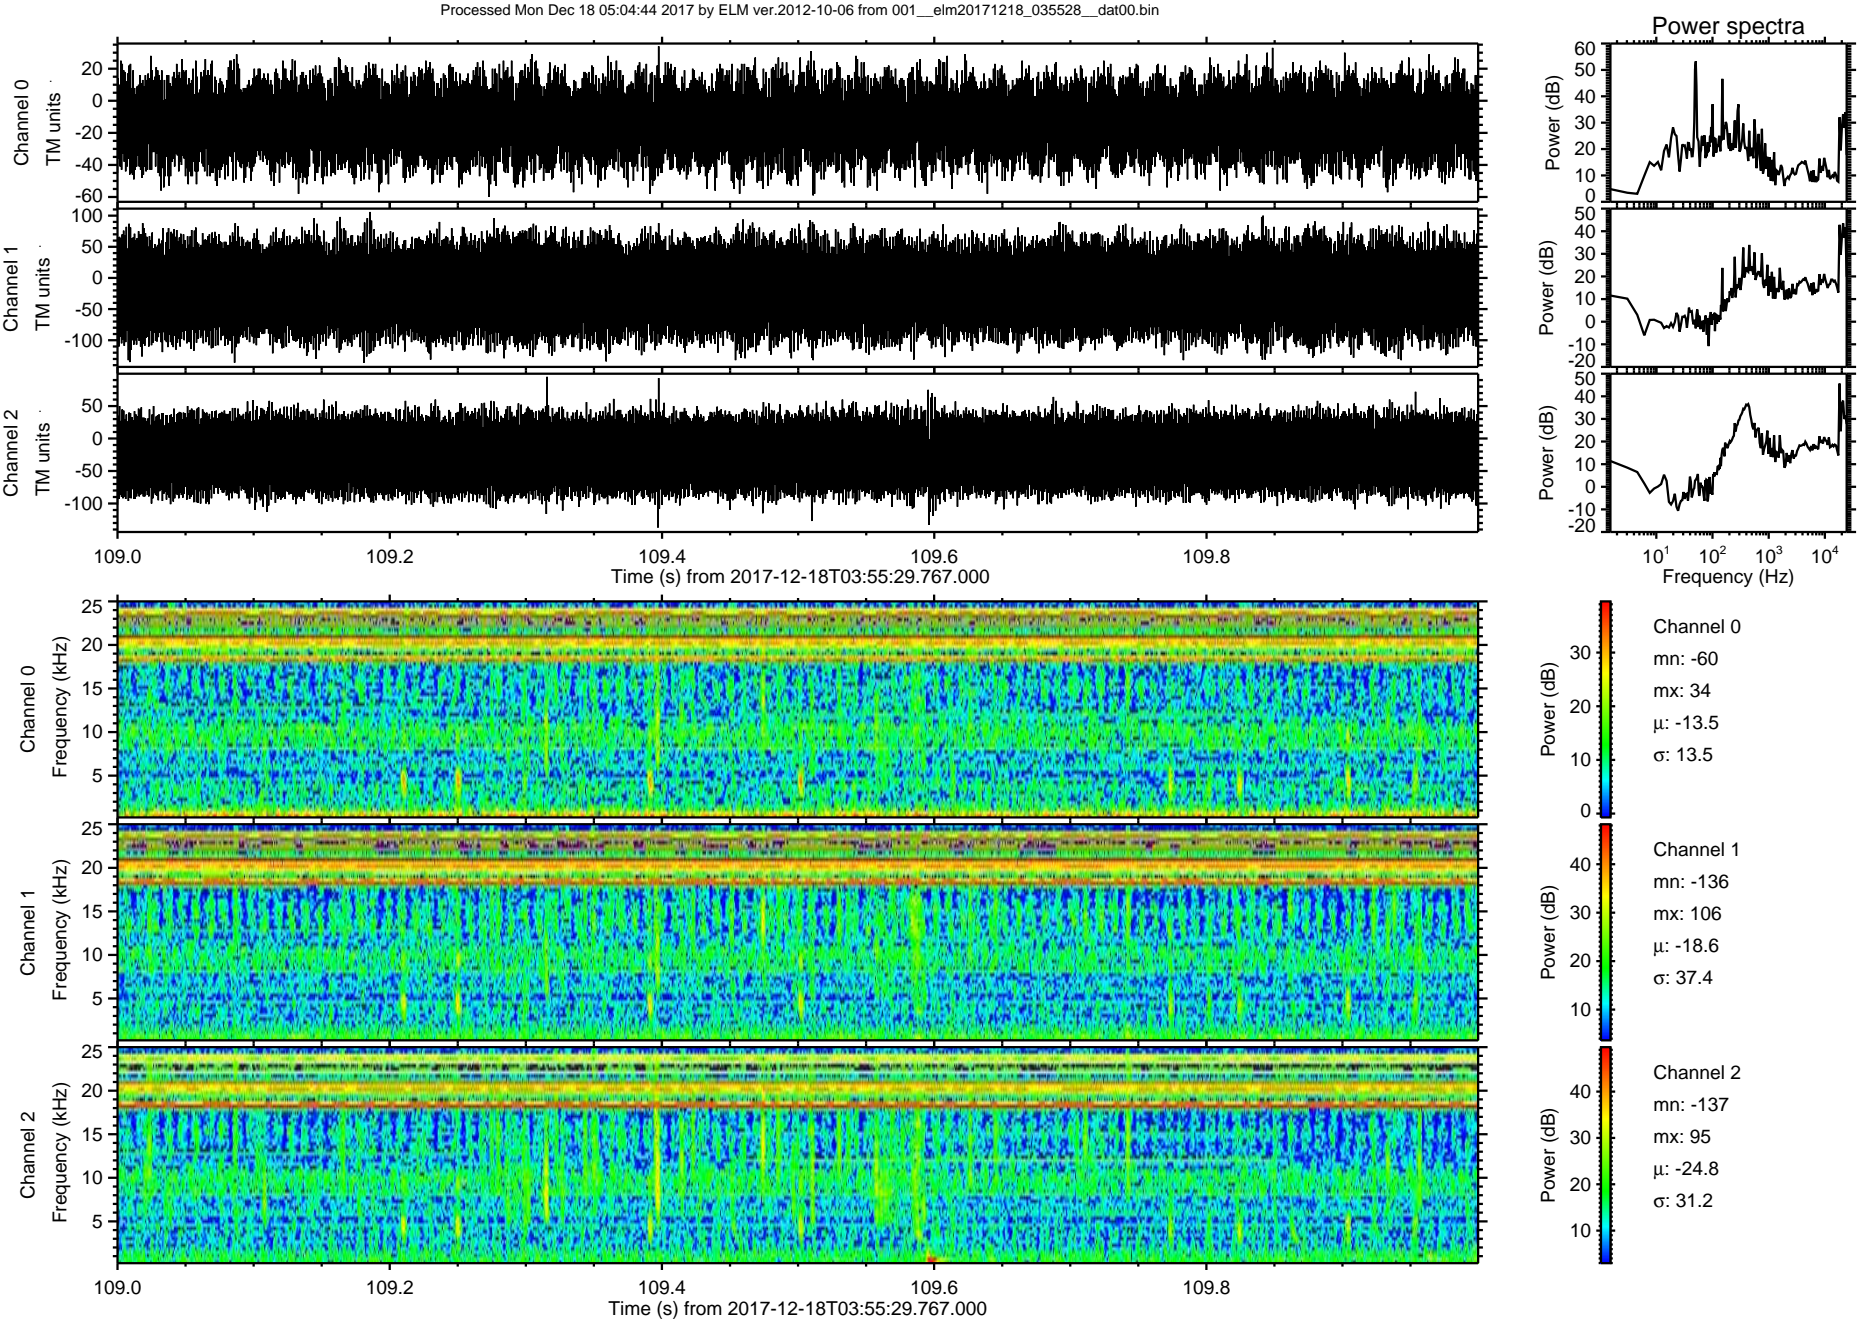 Processed Mon Dec 18 05:04:44 2017 by ELM ver.2012-10-06 from 001__elm20171218_035528__dat00.bin
Power spectra
Channel 0
TM units
20
0
-20
-40
-60
Power (dB)
60
50
40
30
20
10
0
Channel 1
TM units
100
50
0
-50
-100
Power (dB)
50
40
30
20
10
0
-10
-20
Channel 2
TM units
50
0
-50
-100
Power (dB)
50
40
30
20
10
0
-10
-20
109.0 109.2 109.4 109.6 109.8
Time (s) from 2017-12-18T03:55:29.767.000
10¹ 10² 10³ 10⁴
Frequency (Hz)
Channel 0
Frequency (kHz)
25
20
15
10
5
Power (dB)
30
20
10
0
Channel 0
mn: -60
mx: 34
μ: -13.5
σ: 13.5
Channel 1
Frequency (kHz)
25
20
15
10
5
Power (dB)
40
30
20
10
Channel 1
mn: -136
mx: 106
μ: -18.6
σ: 37.4
Channel 2
Frequency (kHz)
25
20
15
10
5
Power (dB)
40
30
20
10
Channel 2
mn: -137
mx: 95
μ: -24.8
σ: 31.2
109.0 109.2 109.4 109.6 109.8
Time (s) from 2017-12-18T03:55:29.767.000